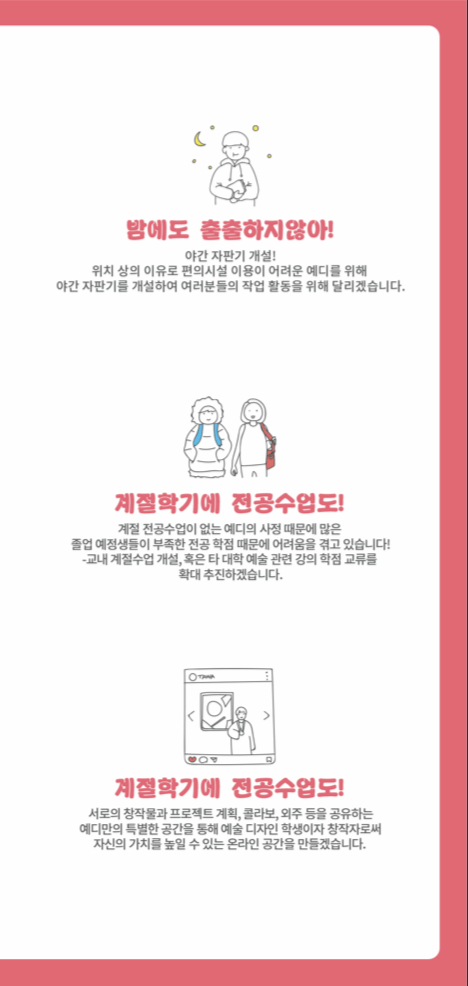 밤에도 출출하지않아!
야간 자판기 개설!
위치 상의 이유로 편의시설 이용이 어려운 예디를 위해
야간 자판기를 개설하여 여러분들의 작업 활동을 위해 달리겠습니다.
계절학기에 전공수업도!
계절 전공수업이 없는 예디의 사정 때문에 많은
졸업 예정생들이 부족한 전공 학점 때문에 어려움을 겪고 있습니다!
-교내 계절수업 개설, 혹은 타 대학 예술 관련 강의 학점 교류를
확대 추진하겠습니다.
계절학기에 전공수업도!
서로의 창작물과 프로젝트 계획, 콜라보, 외주 등을 공유하는
예디만의 특별한 공간을 통해 예술 디자인 학생이자 창작자로써
자신의 가치를 높일 수 있는 온라인 공간을 만들겠습니다.